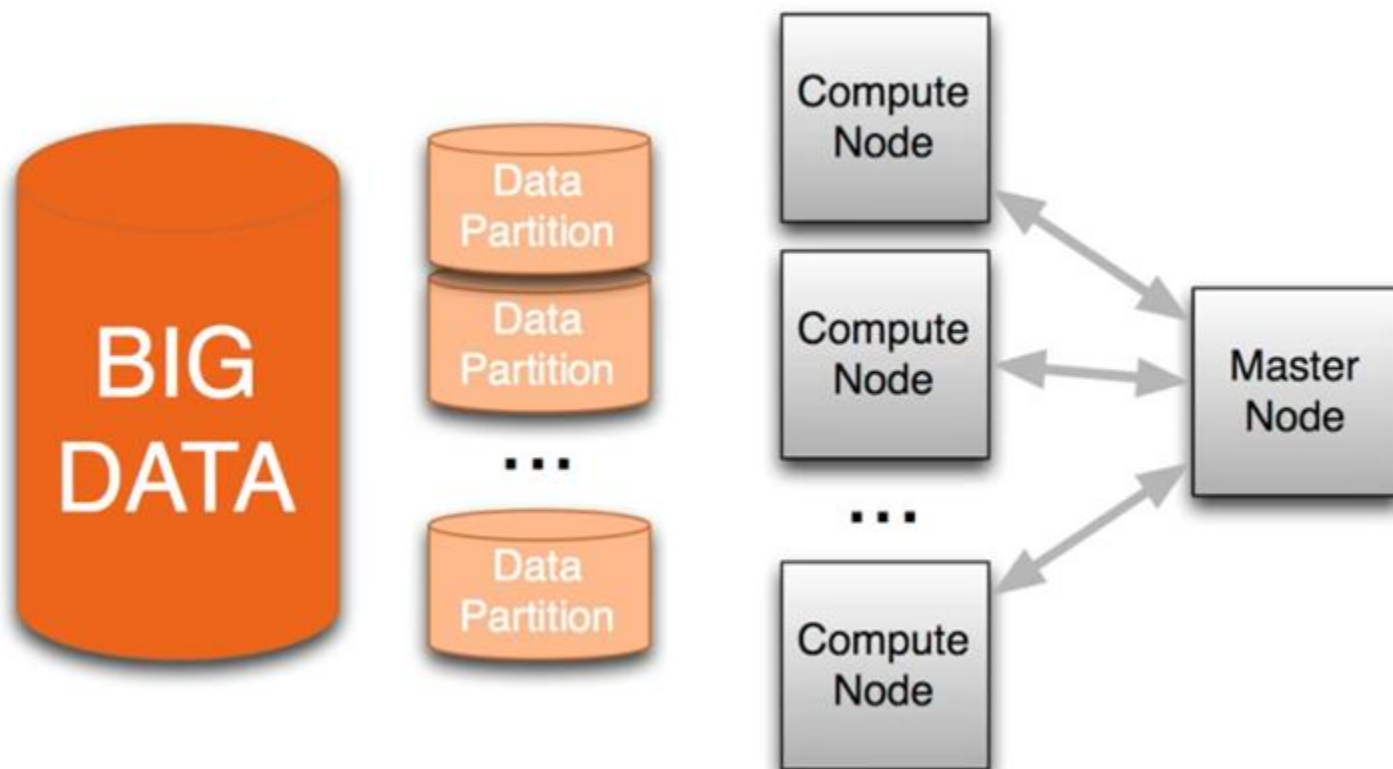 BIG
DATA
Data
Partition
Data
Partition
...
Data
Partition
Compute
Node
Compute
Node
...
Compute
Node
Master
Node